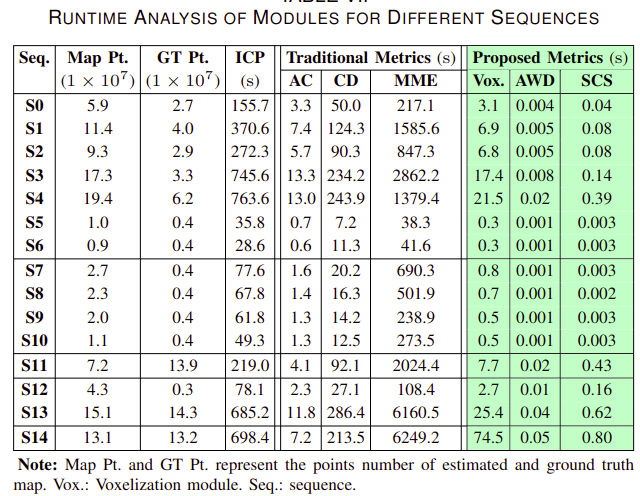 RUNTIME ANALYSIS OF MODULES FOR DIFFERENT SEQUENCES
Seq. Map Pt. GT Pt. ICP Traditional Metrics (s) Proposed Metrics (s)
(1 × 10⁷) (1 × 10⁷) (s) AC CD MME Vox. AWD SCS
S0 5.9 2.7 155.7 3.3 50.0 217.1 3.1 0.004 0.04
S1 11.4 4.0 370.6 7.4 124.3 1585.6 6.9 0.005 0.08
S2 9.3 2.9 272.3 5.7 90.3 847.3 6.8 0.005 0.08
S3 17.3 3.3 745.6 13.3 234.2 2862.2 17.4 0.008 0.14
S4 19.4 6.2 763.6 13.0 243.9 1379.4 21.5 0.02 0.39
S5 1.0 0.4 35.8 0.7 7.2 38.3 0.3 0.001 0.003
S6 0.9 0.4 28.6 0.6 11.3 41.6 0.3 0.001 0.003
S7 2.7 0.4 77.6 1.6 20.2 690.3 0.8 0.001 0.003
S8 2.3 0.4 67.8 1.4 16.3 501.9 0.7 0.001 0.002
S9 2.0 0.4 61.8 1.3 14.2 238.9 0.5 0.001 0.003
S10 1.1 0.4 49.3 1.3 12.5 273.5 0.5 0.001 0.003
S11 7.2 13.9 219.0 4.1 92.1 2024.4 7.7 0.02 0.43
S12 4.3 0.3 78.1 2.3 27.1 108.4 2.7 0.01 0.16
S13 15.1 14.3 685.2 11.8 286.4 6160.5 25.4 0.04 0.62
S14 13.1 13.2 698.4 7.2 213.5 6249.2 74.5 0.05 0.80
Note: Map Pt. and GT Pt. represent the points number of estimated and ground truth
map. Vox.: Voxelization module. Seq.: sequence.